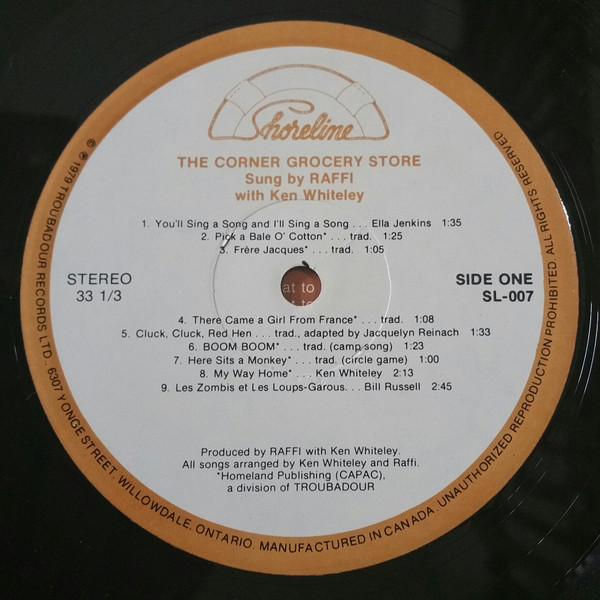 Shoreline
THE CORNER GROCERY STORE
Sung by RAFFI
with Ken Whiteley
1. You'll Sing a Song and I'll Sing a Song . . . Ella Jenkins 1:35
2. Pick a Bale O' Cotton* . . . trad. 1:25
3. Frère Jacques* . . . trad. 1:05
STEREO
33 1/3
SIDE ONE
SL-007
at to
4. There Came a Girl From France* . . . trad. 1:08
5. Cluck, Cluck, Red Hen . . . trad., adapted by Jacquelyn Reinach 1:33
6. BOOM BOOM* . . . trad. (camp song) 1:23
7. Here Sits a Monkey* . . . trad. (circle game) 1:00
8. My Way Home* . . . Ken Whiteley 2:13
9. Les Zombis et Les Loups-Garous. . . Bill Russell 2:45
Produced by RAFFI with Ken Whiteley.
All songs arranged by Ken Whiteley and Raffi.
*Homeland Publishing (CAPAC),
a division of TROUBADOUR
© ℗ 1979 TROUBADOUR RECORDS LTD., 6307 YONGE STREET, WILLOWDALE, ONTARIO. MANUFACTURED IN CANADA. UNAUTHORIZED REPRODUCTION PROHIBITED. ALL RIGHTS RESERVED